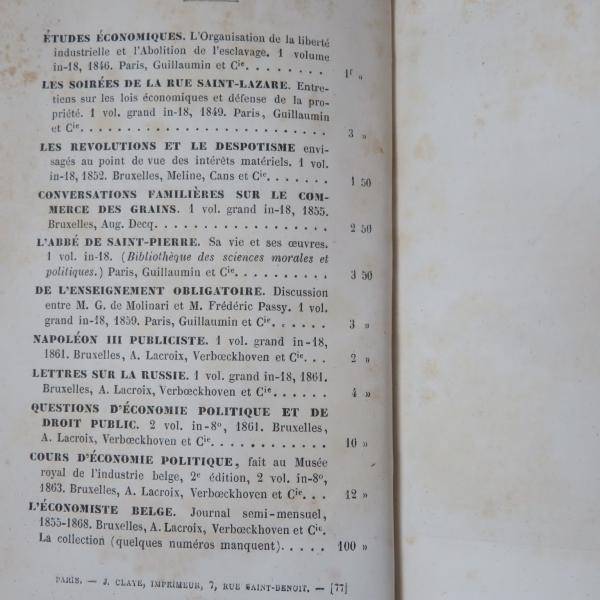 ÉTUDES ÉCONOMIQUES. L'Organisation de la liberté
industrielle et l'Abolition de l'esclavage. 1 volume
in-18, 1846. Paris, Guillaumin et Cie. . . . . . . . . 1f »
LES SOIRÉES DE LA RUE SAINT-LAZARE. Entre-
tiens sur les lois économiques et défense de la pro-
priété. 1 vol. grand in-18, 1849. Paris, Guillaumin
et Cie. . . . . . . . . . . . . . . . . . . . . . . . . . 3 »
LES REVOLUTIONS ET LE DESPOTISME envi-
sagés au point de vue des intérêts matériels. 1 vol.
in-18, 1852. Bruxelles, Meline, Cans et Cie. . . . . . 1 50
CONVERSATIONS FAMILIÈRES SUR LE COM-
MERCE DES GRAINS. 1 vol. grand in-18, 1855.
Bruxelles, Aug. Decq. . . . . . . . . . . . . . . . . . 2 50
L'ABBÉ DE SAINT-PIERRE. Sa vie et ses œuvres.
1 vol. in-18. (Bibliothèque des sciences morales et
politiques.) Paris, Guillaumin et Cie. . . . . . . . . . 3 50
DE L'ENSEIGNEMENT OBLIGATOIRE. Discussion
entre M. G. de Molinari et M. Frédéric Passy. 1 vol.
grand in-18, 1859. Paris, Guillaumin et Cie. . . . . . 3 »
NAPOLÉON III PUBLICISTE. 1 vol. grand in-18,
1861. Bruxelles, A. Lacroix, Verbœckhoven et Cie. . . 2 »
LETTRES SUR LA RUSSIE. 1 vol. grand in-18, 1861.
Bruxelles, A. Lacroix, Verbœckhoven et Cie. . . . . . 4 »
QUESTIONS D'ÉCONOMIE POLITIQUE ET DE
DROIT PUBLIC. 2 vol. in-8º, 1861. Bruxelles,
A. Lacroix, Verbœckhoven et Cie. . . . . . . . . . . . . 10 »
COURS D'ÉCONOMIE POLITIQUE, fait au Musée
royal de l'industrie belge, 2e édition, 2 vol. in-8º,
1863. Bruxelles, A. Lacroix, Verbœckhoven et Cie. . . 12 »
L'ÉCONOMISTE BELGE. Journal semi-mensuel,
1855-1868. Bruxelles, A. Lacroix, Verbœckhoven et Cie.
La collection (quelques numéros manquent). . . . . 100 »
PARIS. — J. CLAYE, IMPRIMEUR, 7, RUE SAINT-BENOIT. — [77]